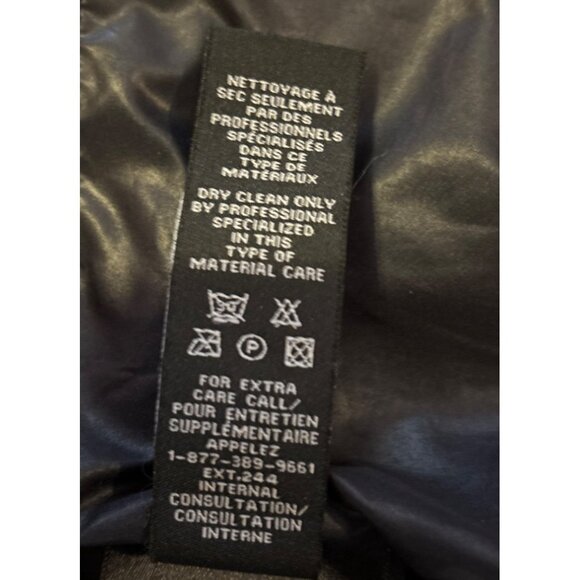 NETTOYAGE À
SEC SEULEMENT
PAR DES
PROFESSIONNELS
SPÉCIALISÉS
DANS CE
TYPE DE
MATÉRIAUX
DRY CLEAN ONLY
BY PROFESSIONAL
SPECIALIZED
IN THIS
TYPE OF
MATERIAL CARE
30
P
FOR EXTRA
CARE CALL/
POUR ENTRETIEN
SUPPLÉMENTAIRE
APPELEZ
1-877-389-9661
EXT.244
INTERNAL
CONSULTATION/
CONSULTATION
INTERNE